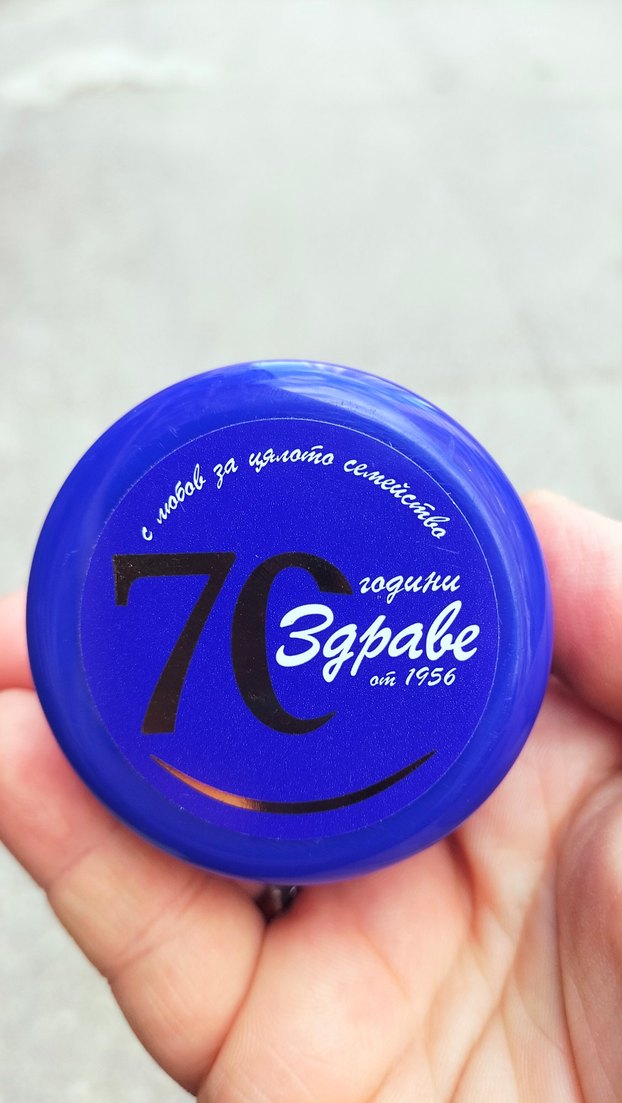 с любов за цялото семейство
70
години
Здраве
от 1956